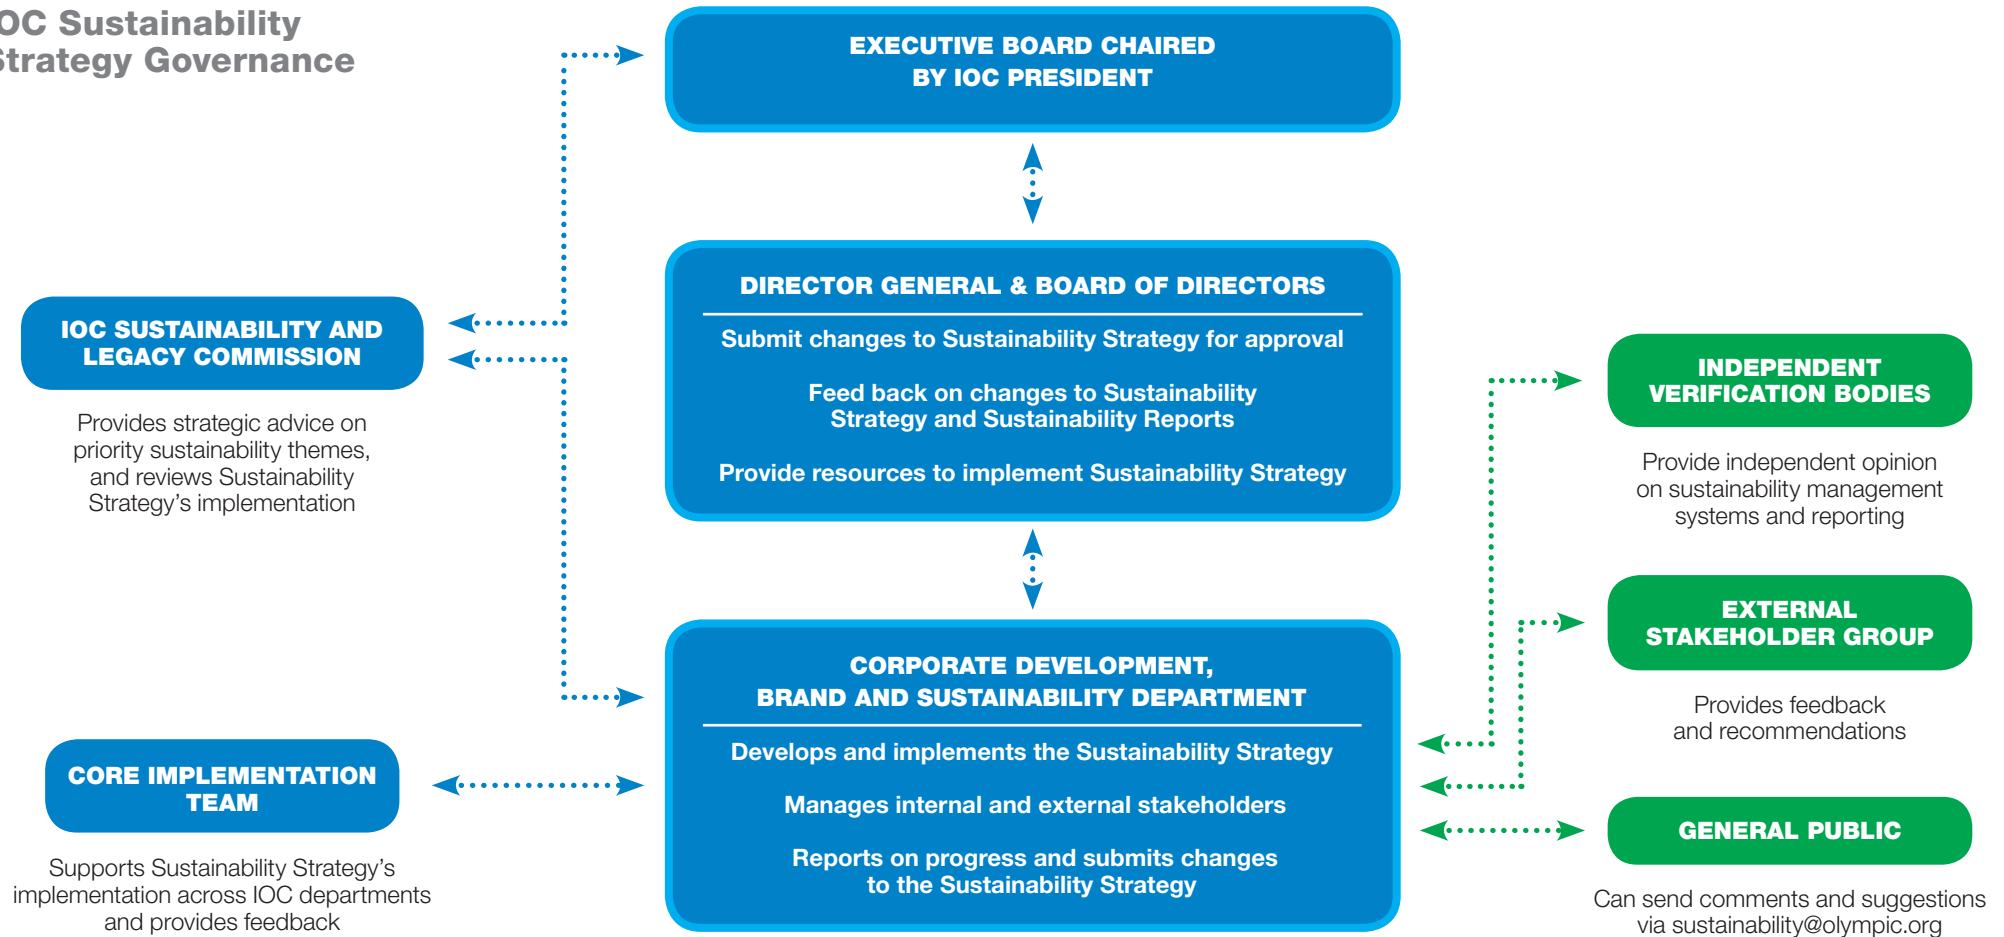 OC Sustainability
Strategy Governance
EXECUTIVE BOARD CHAIRED
BY IOC PRESIDENT
DIRECTOR GENERAL & BOARD OF DIRECTORS
Submit changes to Sustainability Strategy for approval
Feed back on changes to Sustainability
Strategy and Sustainability Reports
Provide resources to implement Sustainability Strategy
IOC SUSTAINABILITY AND
LEGACY COMMISSION
Provides strategic advice on
priority sustainability themes,
and reviews Sustainability
Strategy’s implementation
INDEPENDENT
VERIFICATION BODIES
Provide independent opinion
on sustainability management
systems and reporting
EXTERNAL
STAKEHOLDER GROUP
Provides feedback
and recommendations
CORPORATE DEVELOPMENT,
BRAND AND SUSTAINABILITY DEPARTMENT
Develops and implements the Sustainability Strategy
Manages internal and external stakeholders
Reports on progress and submits changes
to the Sustainability Strategy
CORE IMPLEMENTATION
TEAM
Supports Sustainability Strategy’s
implementation across IOC departments
and provides feedback
GENERAL PUBLIC
Can send comments and suggestions
via sustainability@olympic.org